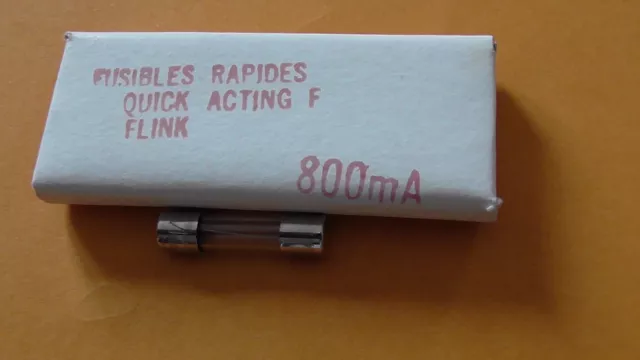 FUSIBLES RAPIDES
QUICK ACTING F
FLINK
800mA